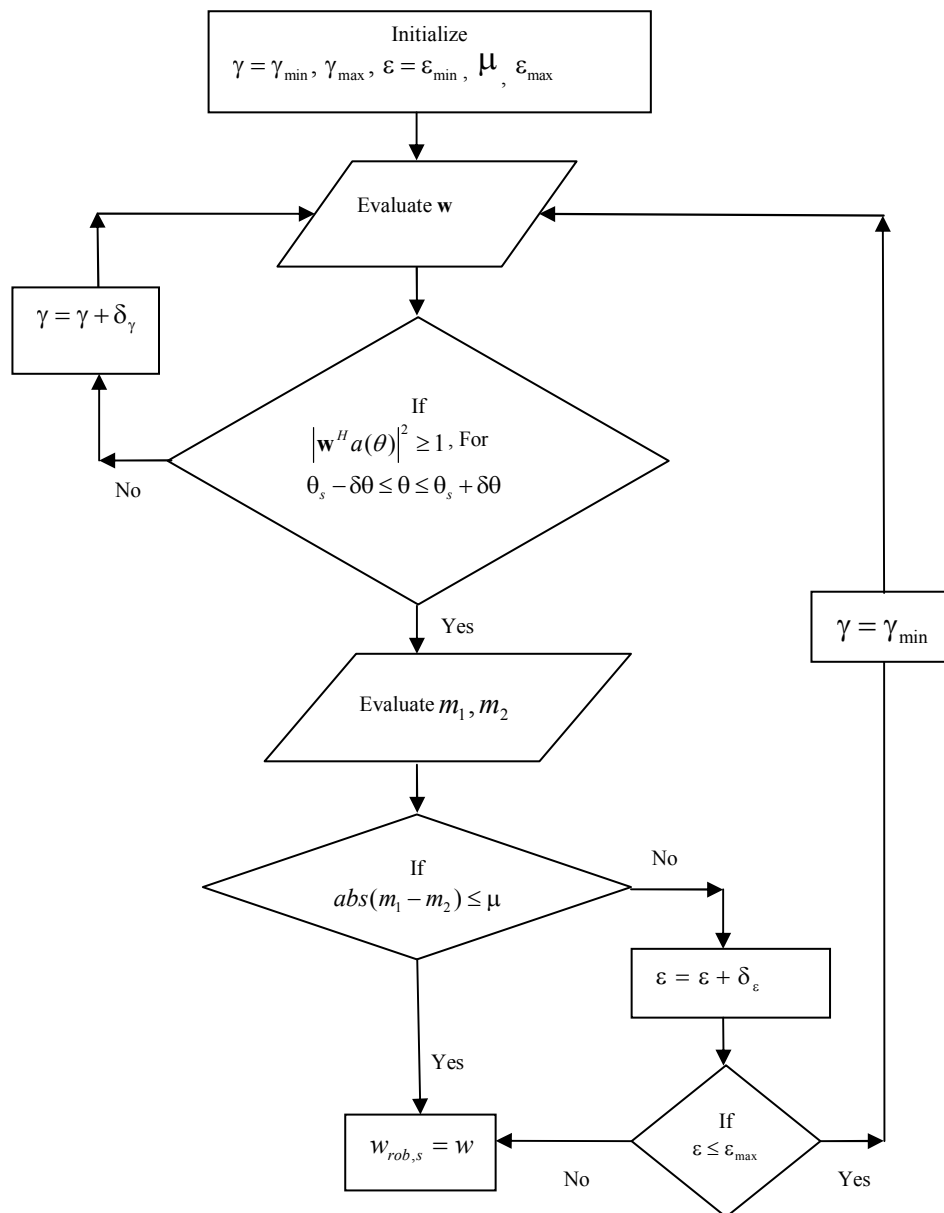 Initialize
γ = γ_min, γ_max, ε = ε_min, μ, ε_max
Evaluate w
γ = γ + δ_γ
If
|w^H a(θ)|^2 ≥ 1, For
θ_s − δθ ≤ θ ≤ θ_s + δθ
No
Yes
γ = γ_min
Evaluate m_1, m_2
If
abs(m_1 − m_2) ≤ μ
No
ε = ε + δ_ε
Yes
If
ε ≤ ε_max
w_rob,s = w
No
Yes